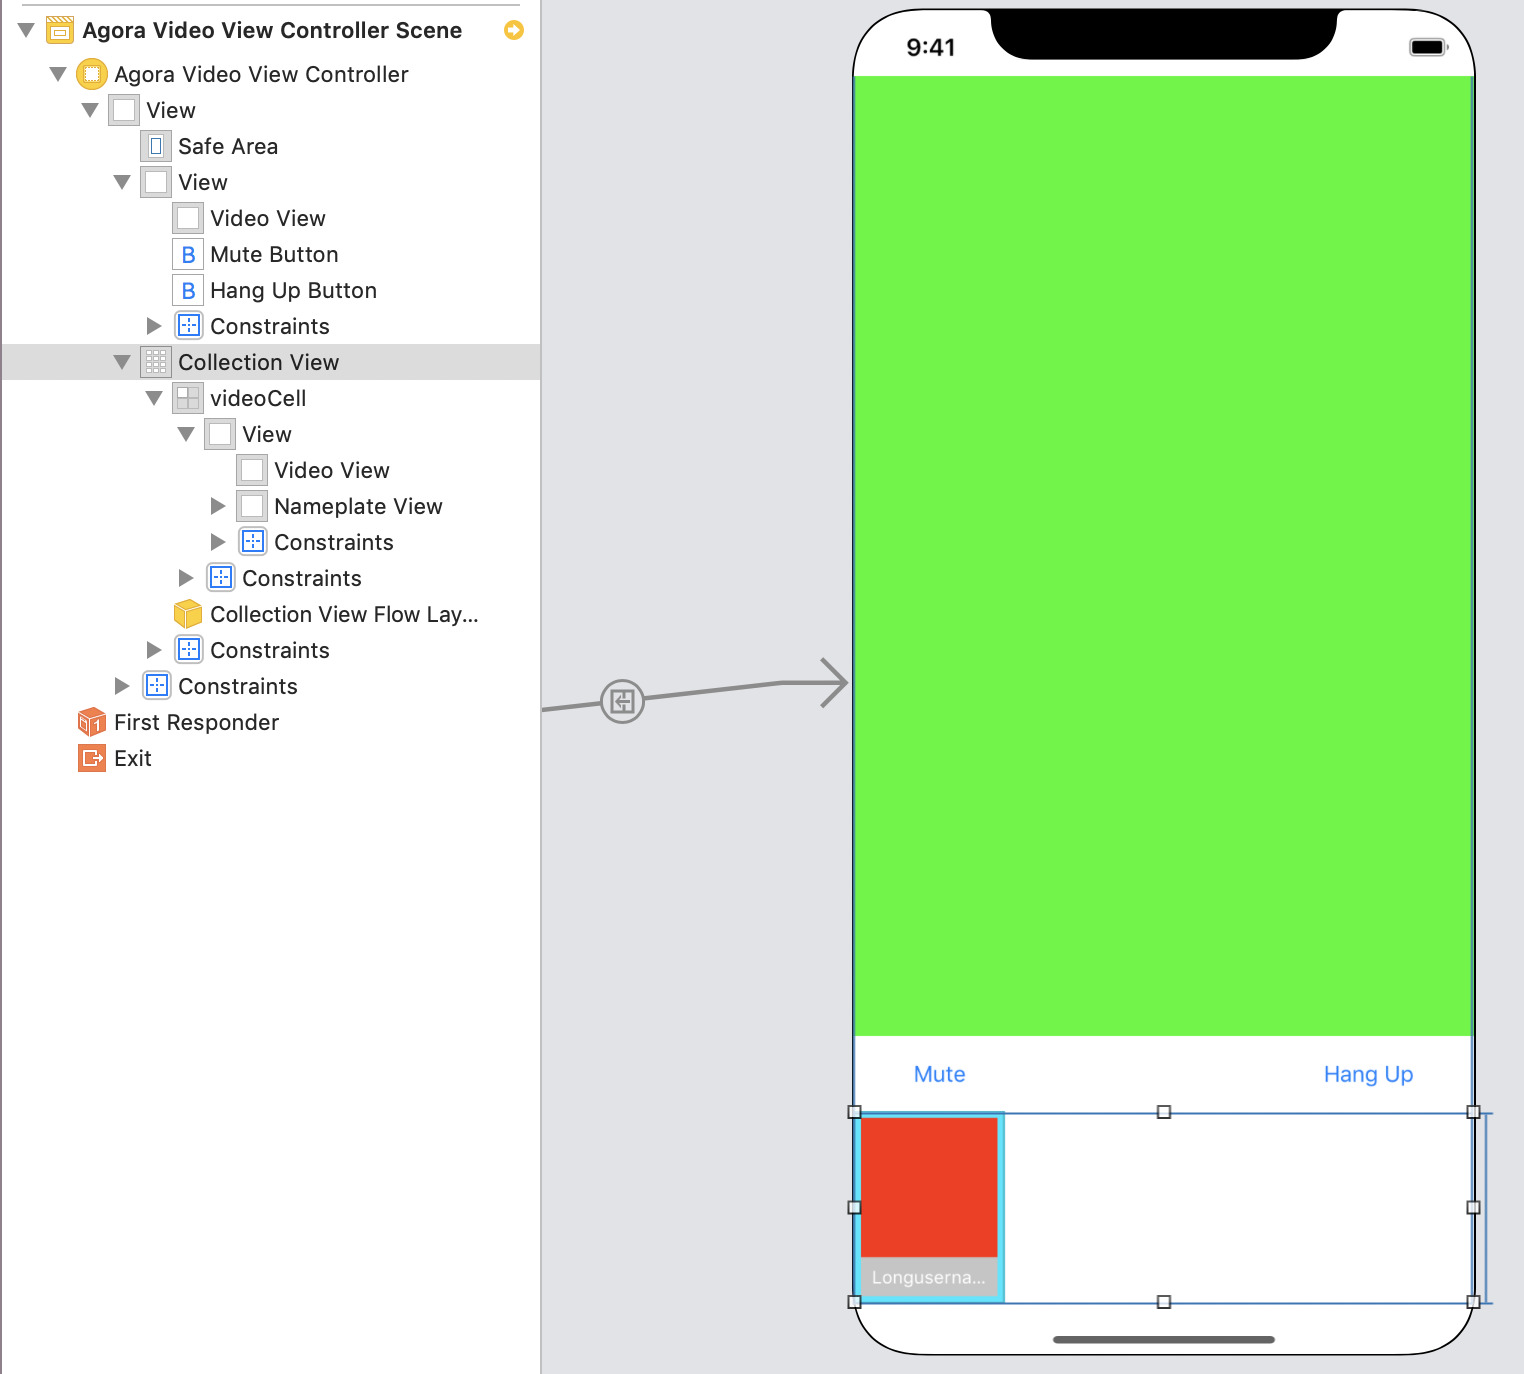 Agora Video View Controller Scene
Agora Video View Controller
View
Safe Area
View
Video View
B Mute Button
B Hang Up Button
Constraints
Collection View
videoCell
View
Video View
Nameplate View
Constraints
Constraints
Collection View Flow Lay...
Constraints
Constraints
1 First Responder
Exit
9:41
Mute
Hang Up
Longuserna...